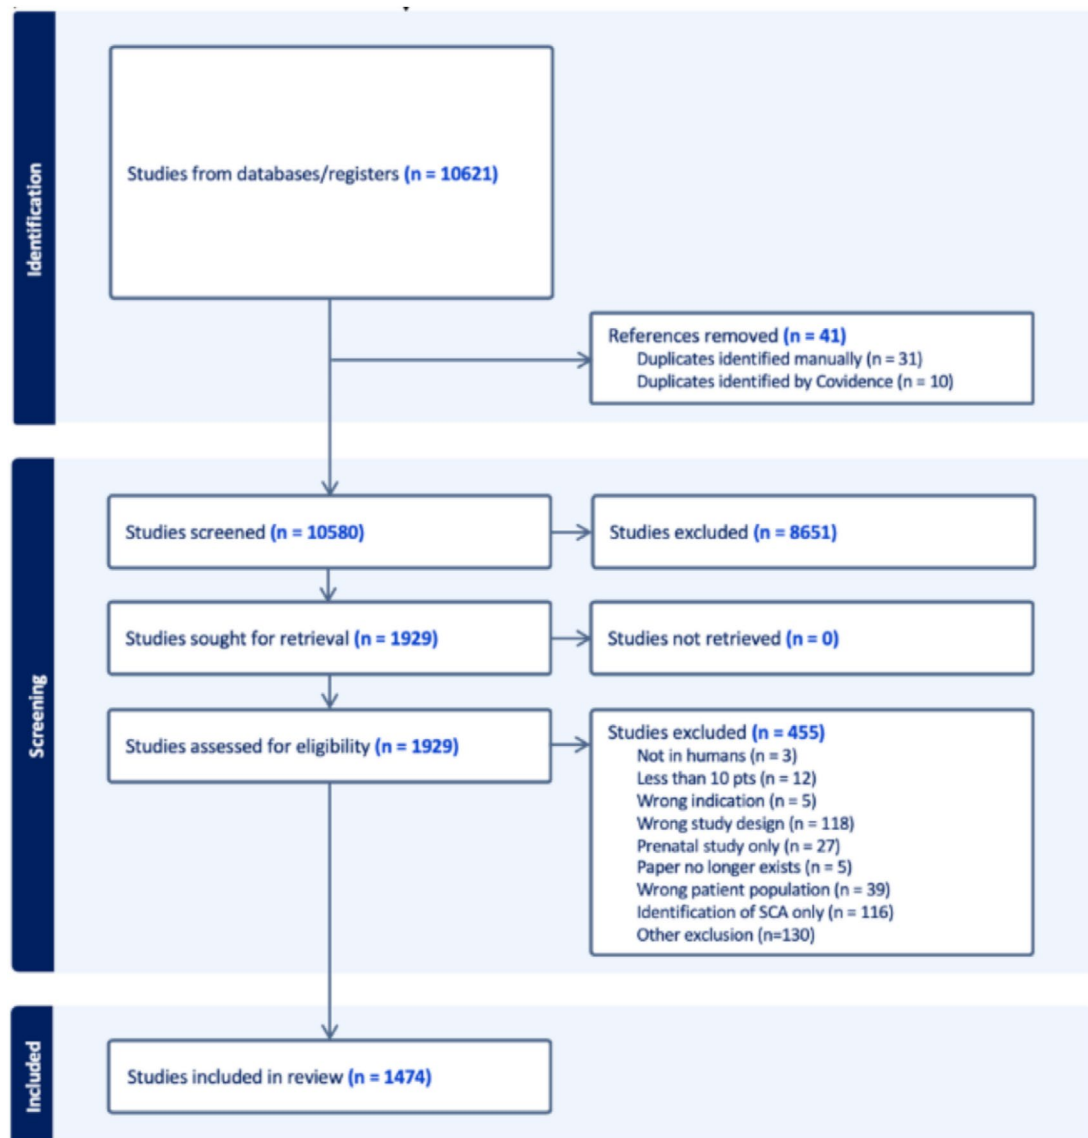 Identification
Studies from databases/registers (n = 10621)
References removed (n = 41)
Duplicates identified manually (n = 31)
Duplicates identified by Covidence (n = 10)
Screening
Studies screened (n = 10580)
Studies excluded (n = 8651)
Studies sought for retrieval (n = 1929)
Studies not retrieved (n = 0)
Studies assessed for eligibility (n = 1929)
Studies excluded (n = 455)
Not in humans (n = 3)
Less than 10 pts (n = 12)
Wrong indication (n = 5)
Wrong study design (n = 118)
Prenatal study only (n = 27)
Paper no longer exists (n = 5)
Wrong patient population (n = 39)
Identification of SCA only (n = 116)
Other exclusion (n=130)
Included
Studies included in review (n = 1474)